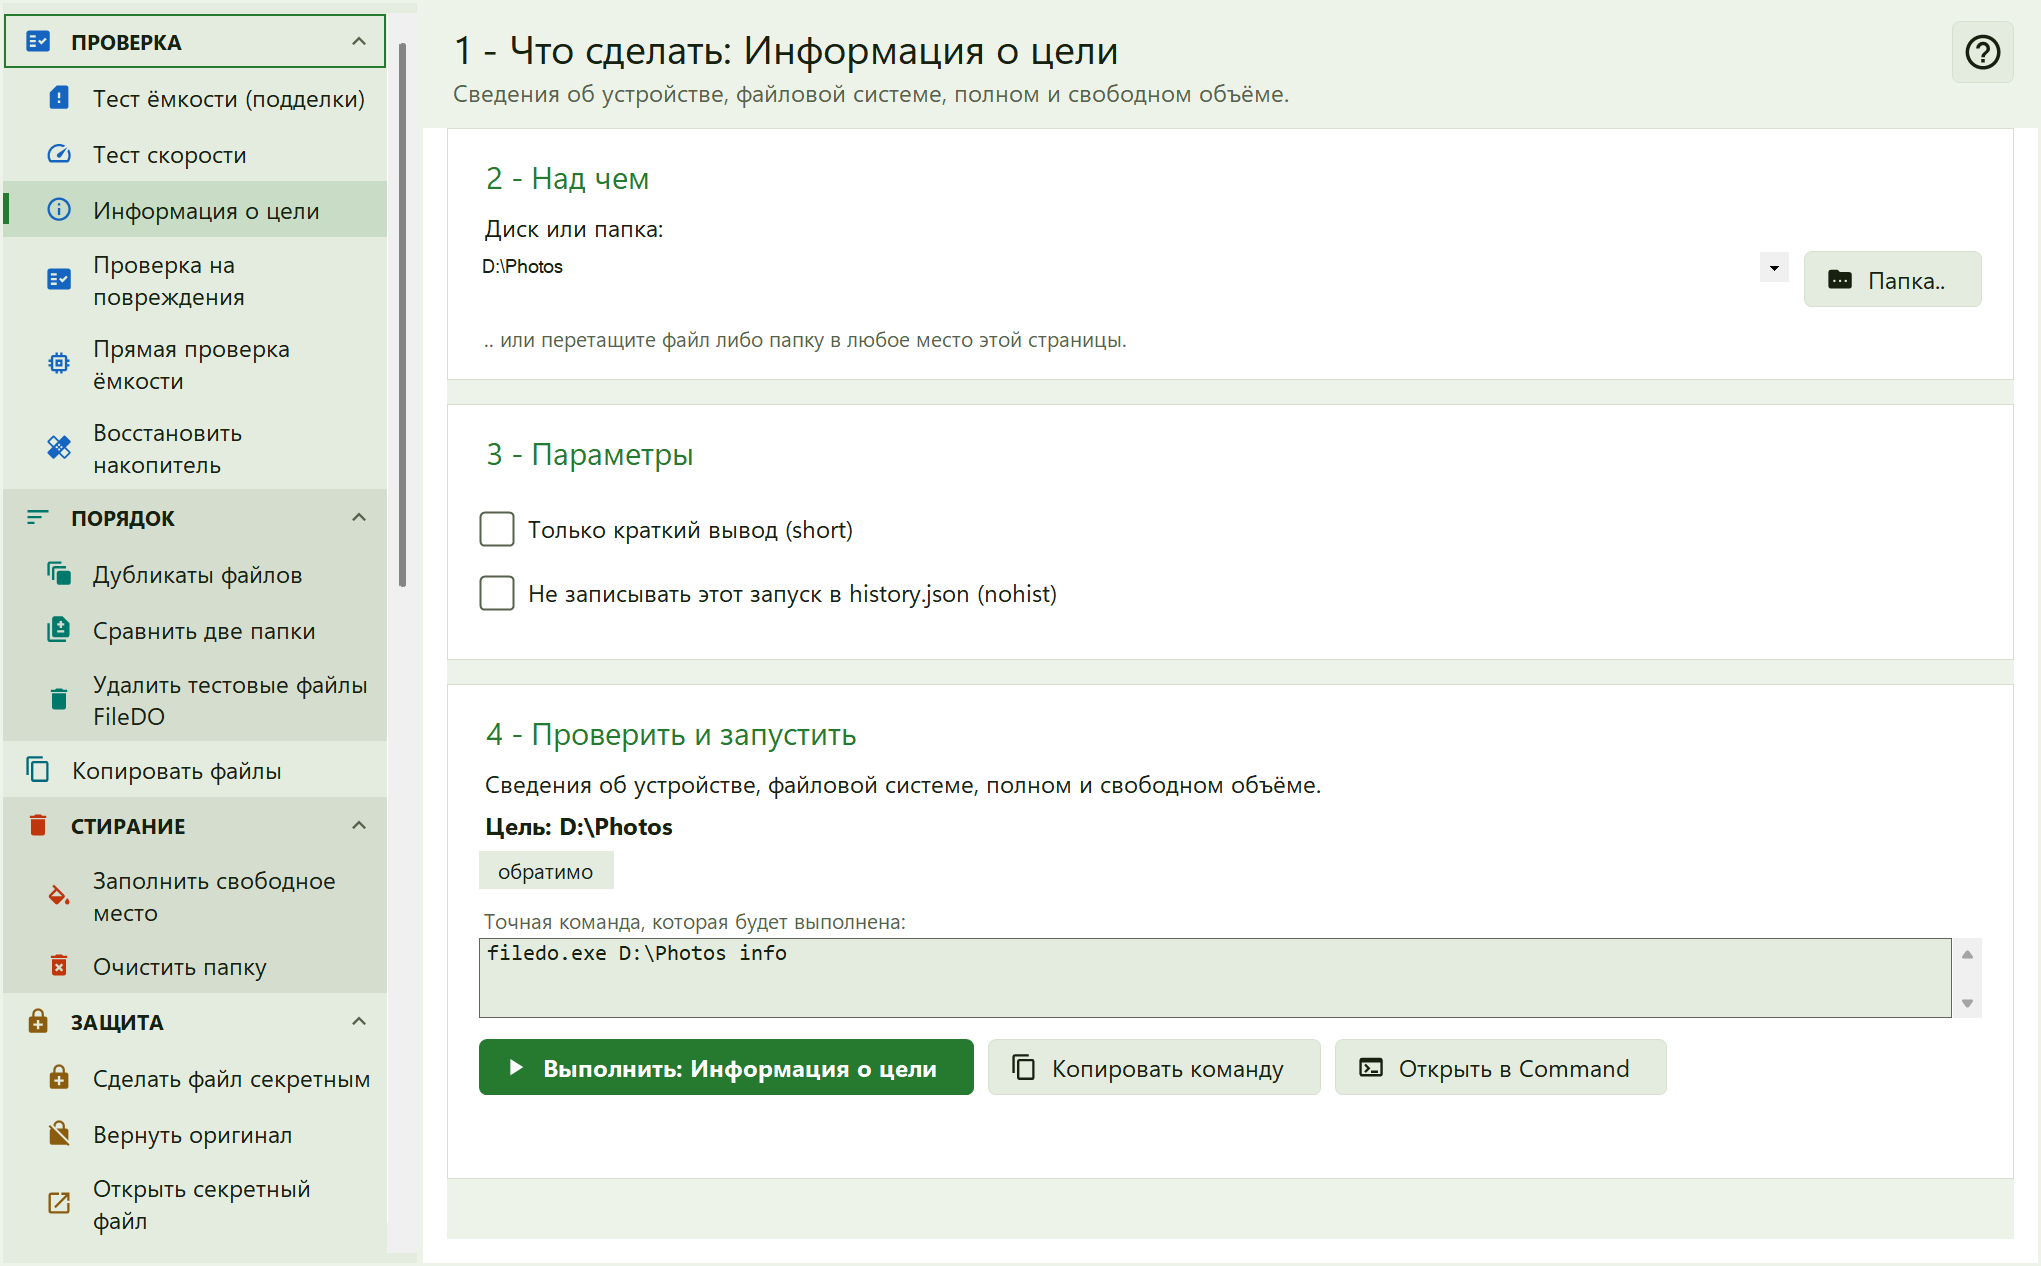 ПРОВЕРКА
Тест ёмкости (подделки)
Тест скорости
Информация о цели
Проверка на
повреждения
Прямая проверка
ёмкости
Восстановить
накопитель
ПОРЯДОК
Дубликаты файлов
Сравнить две папки
Удалить тестовые файлы
FileDO
Копировать файлы
СТИРАНИЕ
Заполнить свободное
место
Очистить папку
ЗАЩИТА
Сделать файл секретным
Вернуть оригинал
Открыть секретный
файл
1 - Что сделать: Информация о цели
Сведения об устройстве, файловой системе, полном и свободном объёме.
2 - Над чем
Диск или папка:
D:\Photos
Папка..
.. или перетащите файл либо папку в любое место этой страницы.
3 - Параметры
Только краткий вывод (short)
Не записывать этот запуск в history.json (nohist)
4 - Проверить и запустить
Сведения об устройстве, файловой системе, полном и свободном объёме.
Цель: D:\Photos
обратимо
Точная команда, которая будет выполнена:
filedo.exe D:\Photos info
Выполнить: Информация о цели
Копировать команду
Открыть в Command